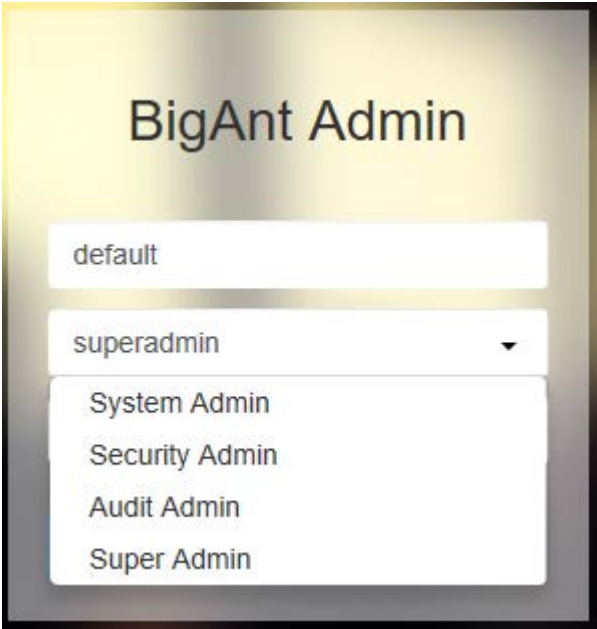 BigAnt Admin
default
superadmin
System Admin
Security Admin
Audit Admin
Super Admin